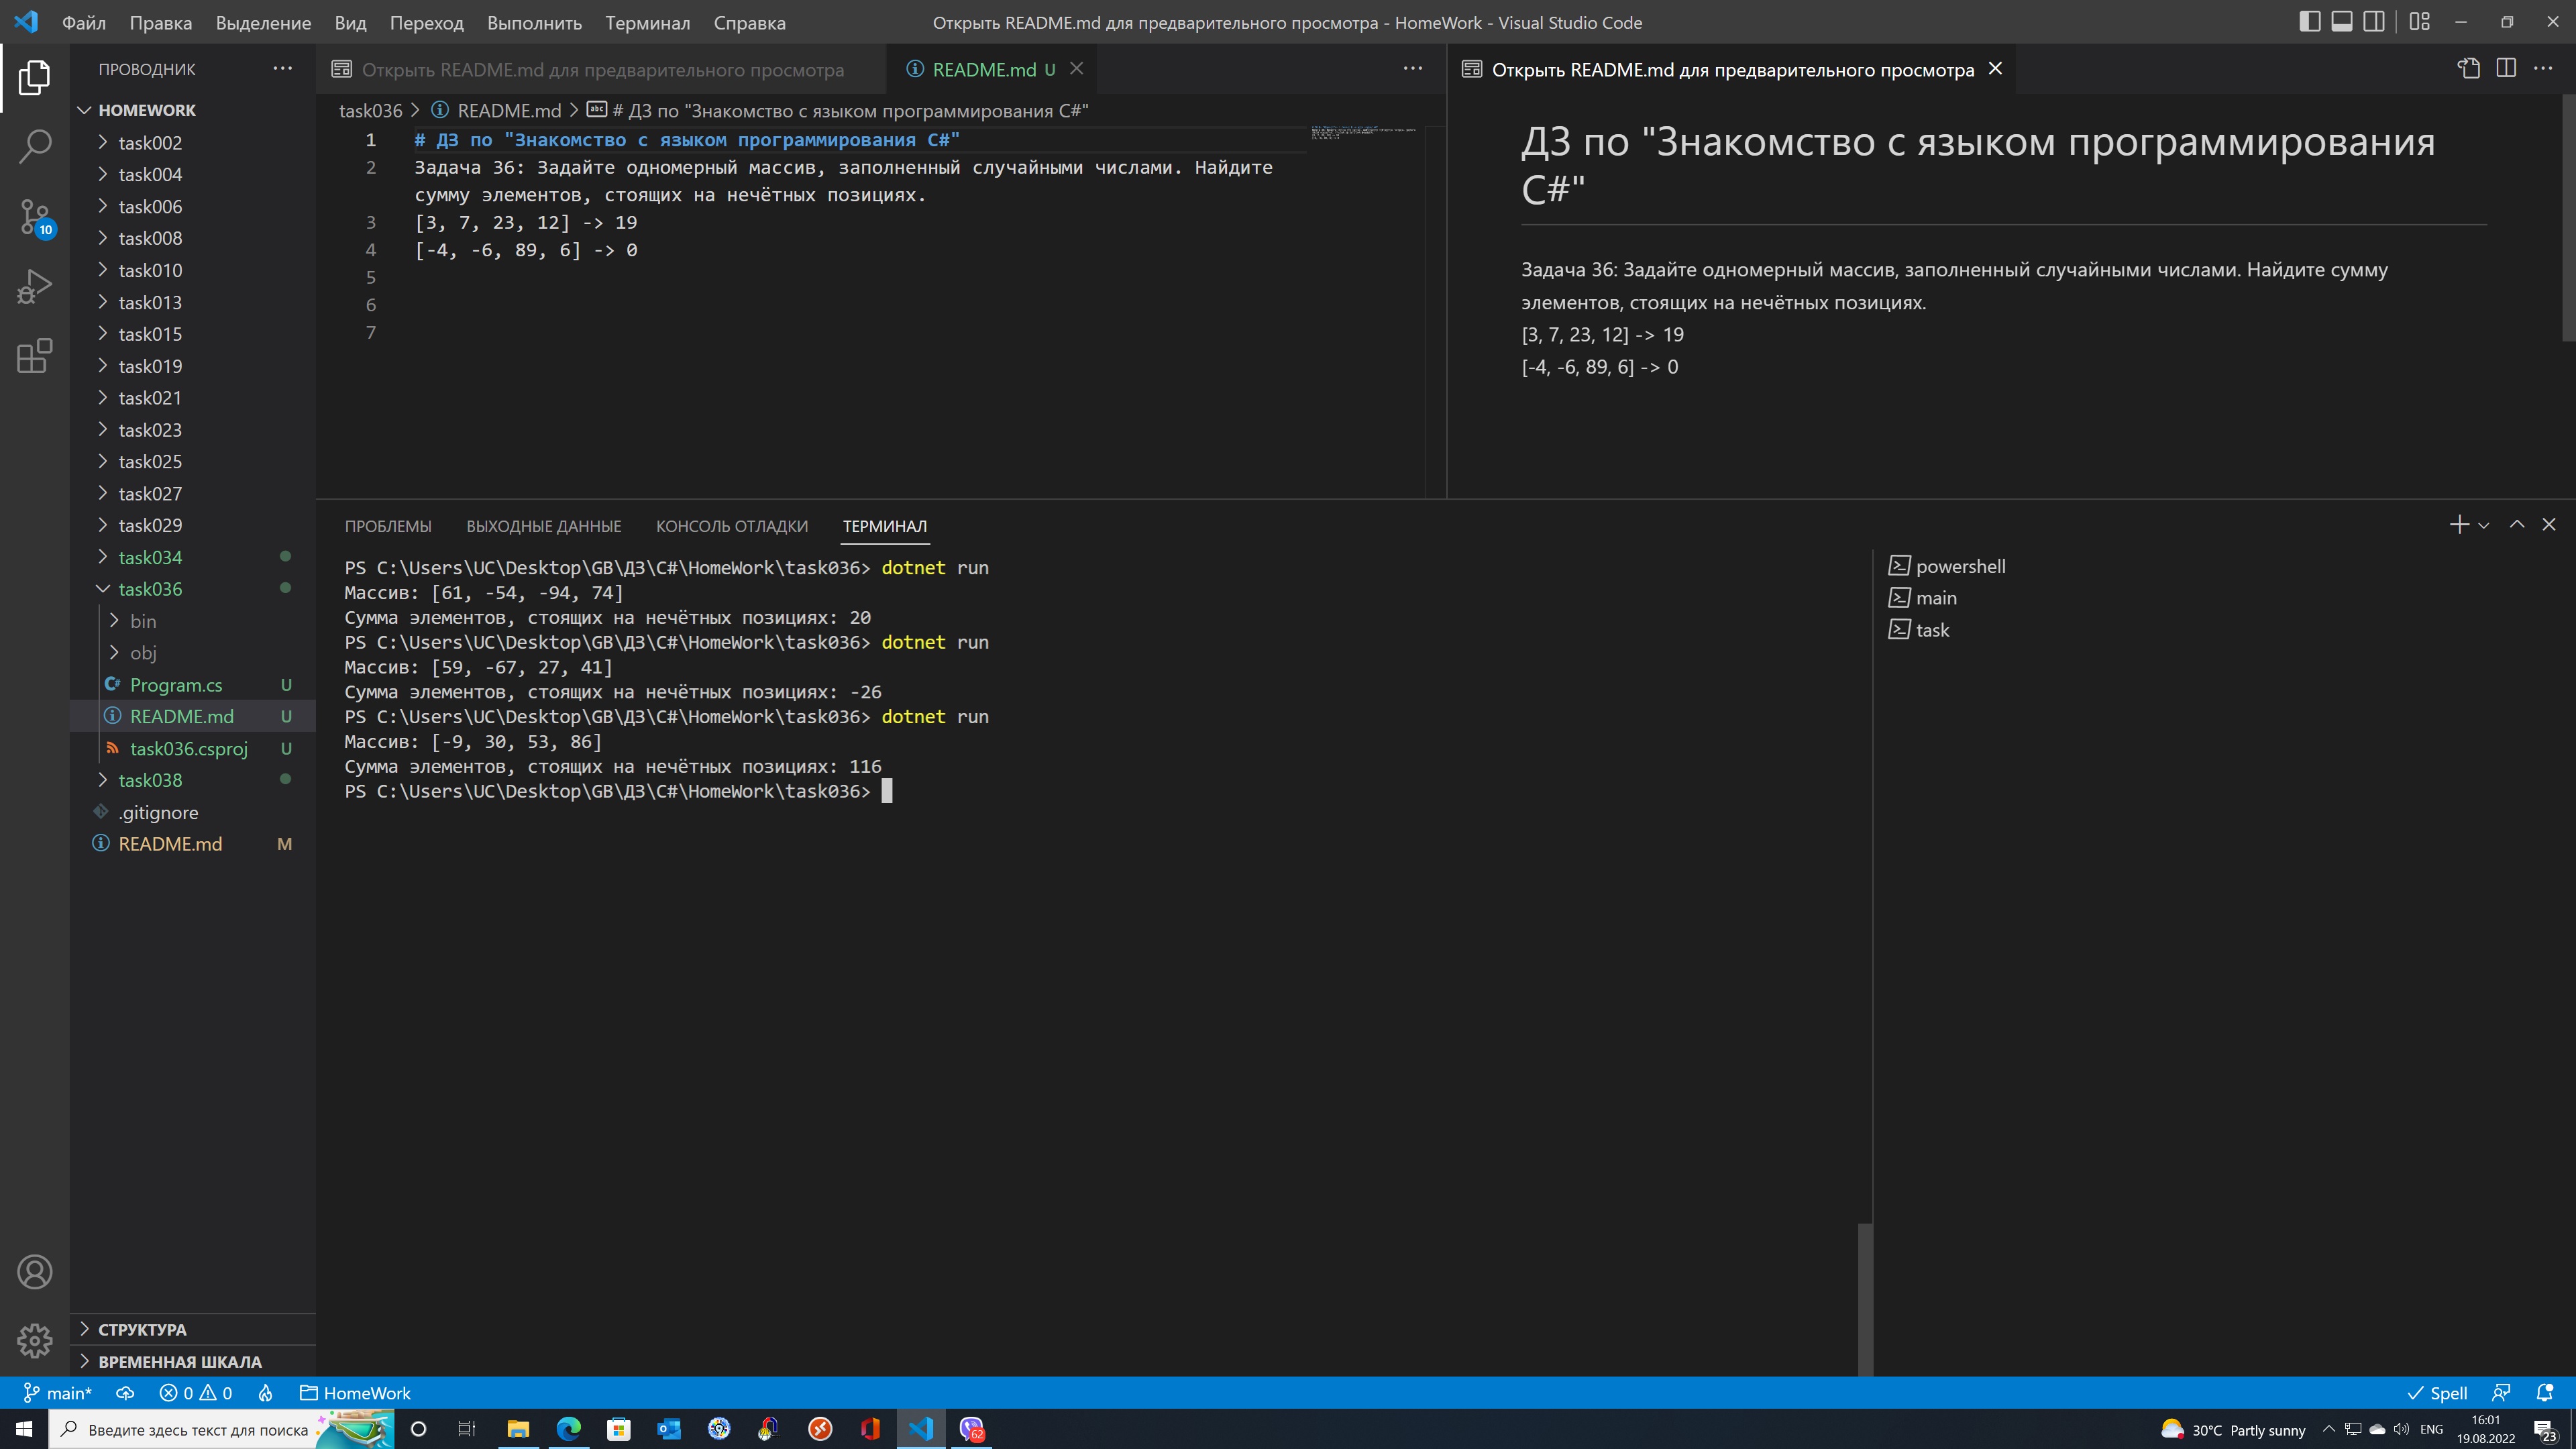 Файл Правка Выделение Вид Переход Выполнить Терминал Справка
Открыть README.md для предварительного просмотра - HomeWork - Visual Studio Code
ПРОВОДНИК
HOMEWORK
task002
task004
task006
task008
task010
task013
task015
task019
task021
task023
task025
task027
task029
task034
task036
bin
obj
Program.cs U
README.md U
task036.csproj U
task038
.gitignore
README.md M
СТРУКТУРА
ВРЕМЕННАЯ ШКАЛА
10
Открыть README.md для предварительного просмотра
README.md U
task036 > README.md > # ДЗ по "Знакомство с языком программирования C#"
1 # ДЗ по "Знакомство с языком программирования C#"
2 Задача 36: Задайте одномерный массив, заполненный случайными числами. Найдите
сумму элементов, стоящих на нечётных позициях.
3 [3, 7, 23, 12] -> 19
4 [-4, -6, 89, 6] -> 0
5
6
7
Открыть README.md для предварительного просмотра
ДЗ по "Знакомство с языком программирования
C#"
Задача 36: Задайте одномерный массив, заполненный случайными числами. Найдите сумму
элементов, стоящих на нечётных позициях.
[3, 7, 23, 12] -> 19
[-4, -6, 89, 6] -> 0
ПРОБЛЕМЫ ВЫХОДНЫЕ ДАННЫЕ КОНСОЛЬ ОТЛАДКИ ТЕРМИНАЛ
PS C:\Users\UC\Desktop\GB\ДЗ\C#\HomeWork\task036> dotnet run
Массив: [61, -54, -94, 74]
Сумма элементов, стоящих на нечётных позициях: 20
PS C:\Users\UC\Desktop\GB\ДЗ\C#\HomeWork\task036> dotnet run
Массив: [59, -67, 27, 41]
Сумма элементов, стоящих на нечётных позициях: -26
PS C:\Users\UC\Desktop\GB\ДЗ\C#\HomeWork\task036> dotnet run
Массив: [-9, 30, 53, 86]
Сумма элементов, стоящих на нечётных позициях: 116
PS C:\Users\UC\Desktop\GB\ДЗ\C#\HomeWork\task036>
powershell
main
task
main* 0 0 HomeWork
Spell
Введите здесь текст для поиска
62
30°C Partly sunny
ENG
16:01
19.08.2022
23